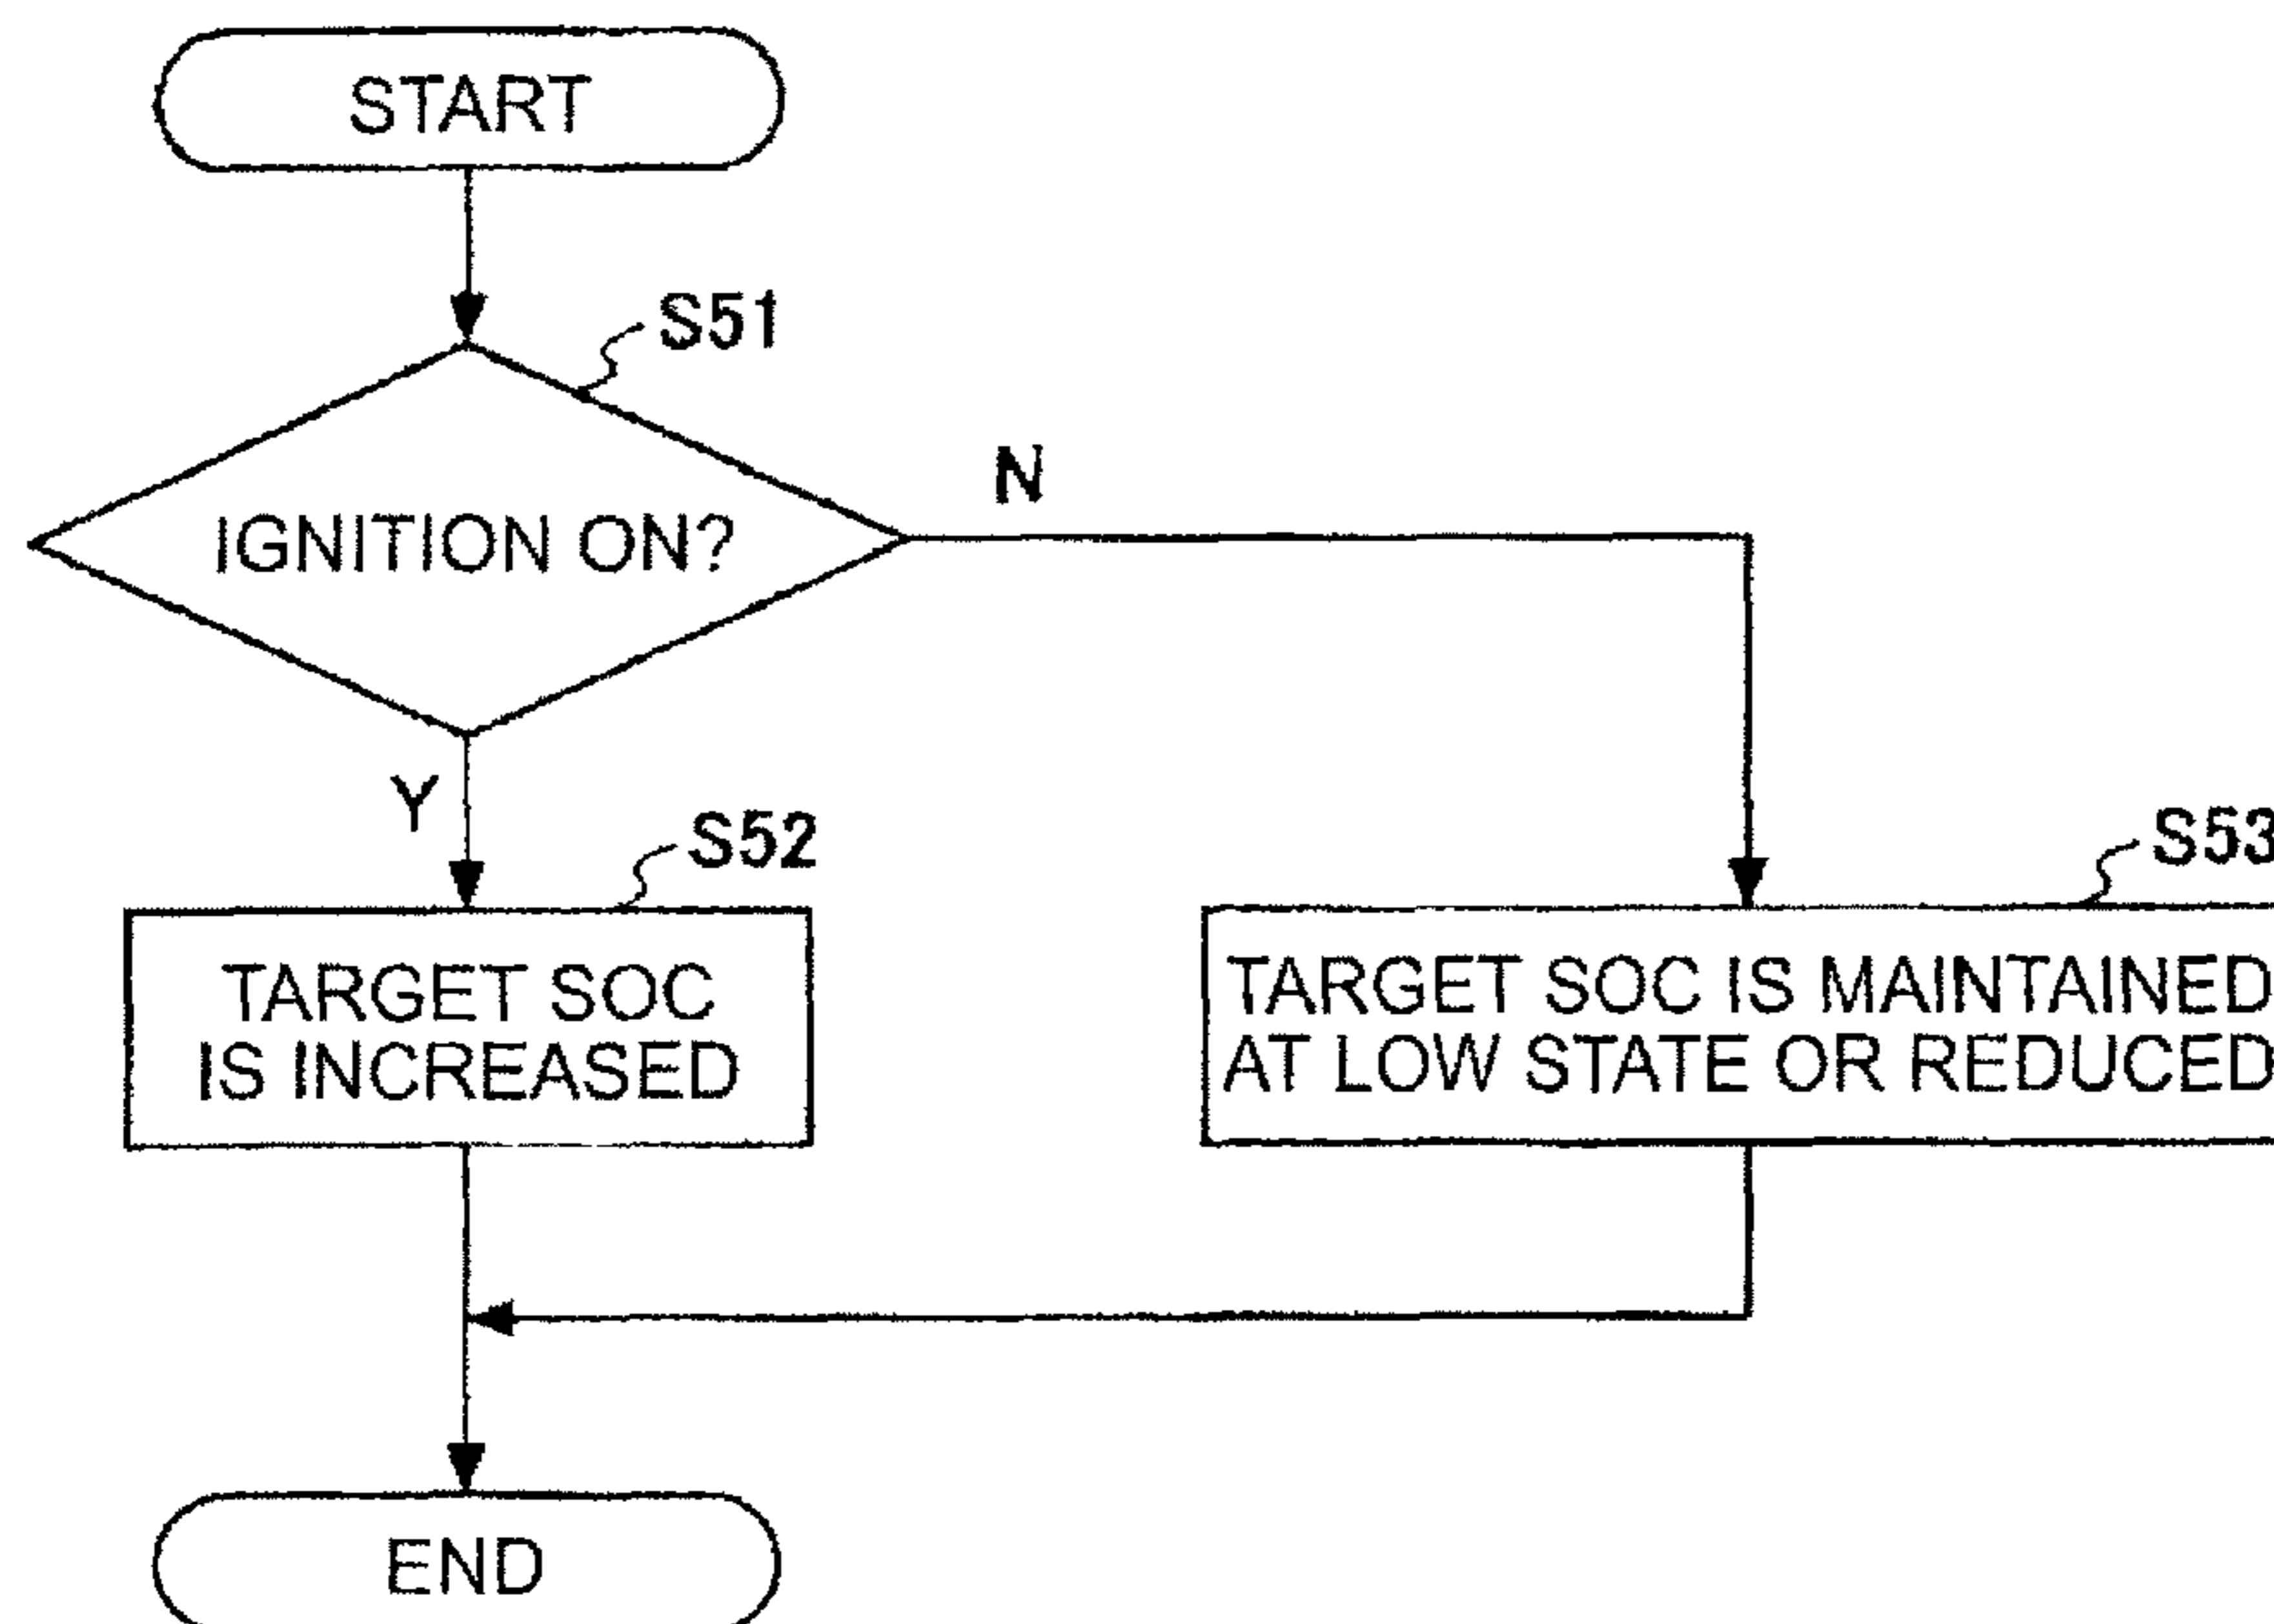 START
S51
N
IGNITION ON?
Y
S52
S53
TARGET SOC
IS INCREASED
TARGET SOC IS MAINTAINED
AT LOW STATE OR REDUCED
END